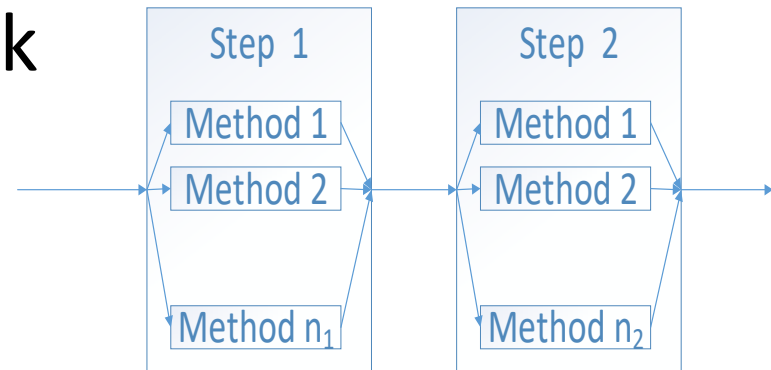 k
Step 1
Method 1
Method 2
Method n₁
Step 2
Method 1
Method 2
Method n₂